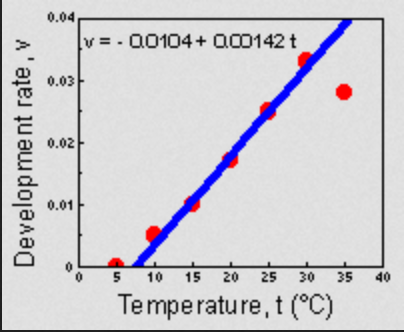 0.04
v = - 0.0104 + 0.00142 t
0.03
0.02
0.01
0
Development rate, v
0 5 10 15 20 25 30 35 40
Temperature, t (°C)